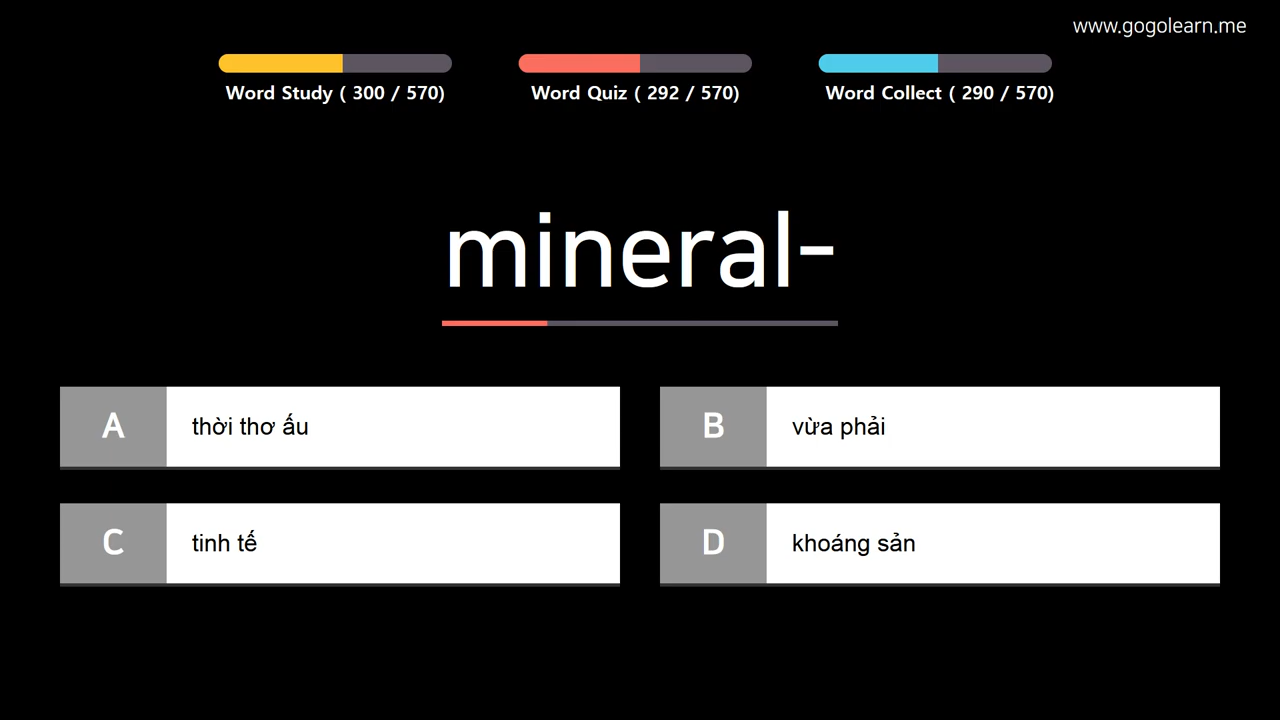 www.gogolearn.me
Word Study ( 300 / 570)
Word Quiz ( 292 / 570)
Word Collect ( 290 / 570)
mineral-
A
thời thơ ấu
B
vừa phải
C
tinh tế
D
khoáng sản